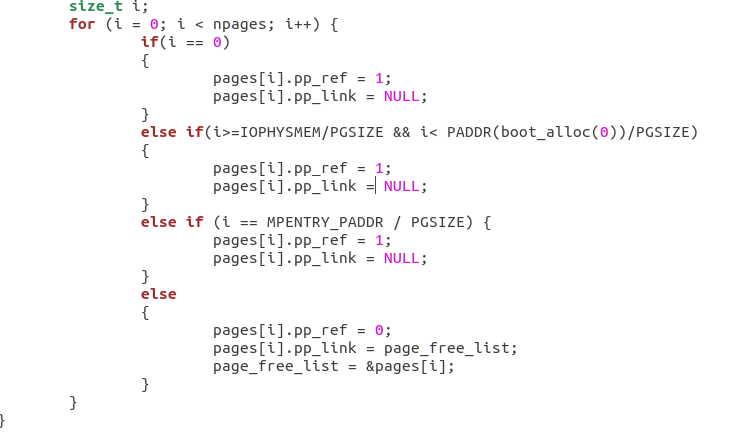 size_t i;
        for (i = 0; i < npages; i++) {
                if(i == 0)
                {
                        pages[i].pp_ref = 1;
                        pages[i].pp_link = NULL;
                }
                else if(i>=IOPHYSMEM/PGSIZE && i< PADDR(boot_alloc(0))/PGSIZE)
                {
                        pages[i].pp_ref = 1;
                        pages[i].pp_link = NULL;
                }
                else if (i == MPENTRY_PADDR / PGSIZE) {
                        pages[i].pp_ref = 1;
                        pages[i].pp_link = NULL;
                }
                else
                {
                        pages[i].pp_ref = 0;
                        pages[i].pp_link = page_free_list;
                        page_free_list = &pages[i];
                }
        }
}